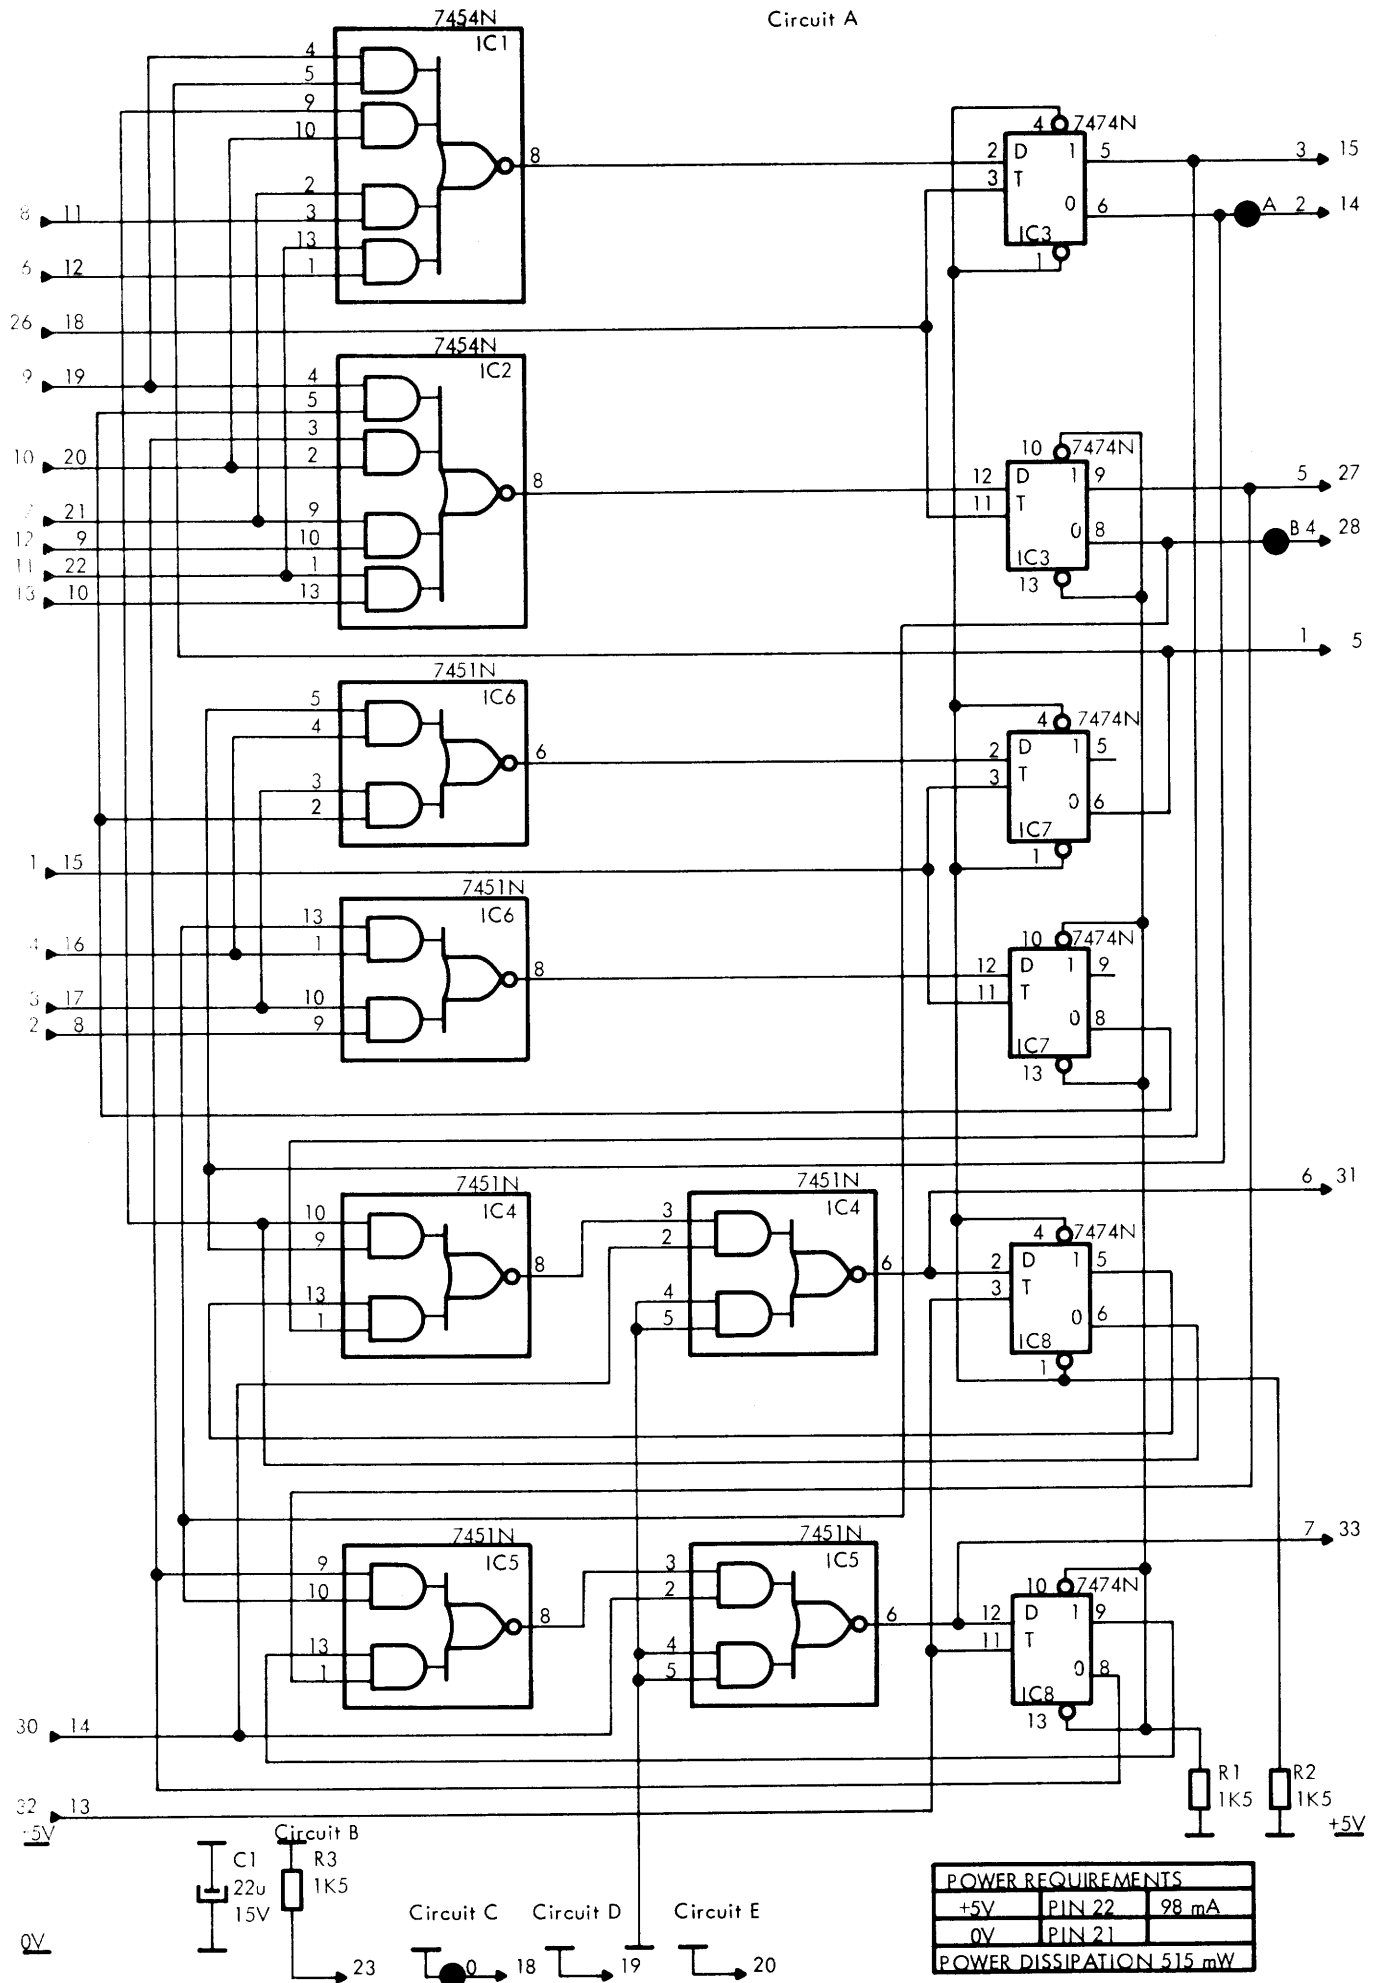 Circuit A
7454N
IC1
4
5
9
10
2
3
13
1
8
8 11
6 12
26 18
7474N
4
2 D 1 5
3 T
0 6
IC3
1
3 15
A 2 14
7454N
IC2
9 19
4
5
3
2
10 20
21
9
12 9
10
11 22
1
13 10
13
8
7474N
10
12 D 1 9
11 T
0 8
IC3
13
5 27
B 4 28
1 5
7451N
IC6
5
4
3
2
6
7474N
4
2 D 1 5
3 T
0 6
IC7
1
1 15
7451N
IC6
13
1
4 16
3 17
10
2 8
9
8
7474N
10
12 D 1 9
11 T
0 8
IC7
13
7451N
IC4
10
9
13
1
8
7451N
IC4
3
2
4
5
6
6 31
7474N
4
2 D 1 5
3 T
0 6
IC8
1
7451N
IC5
9
10
13
1
8
7451N
IC5
3
2
4
5
6
7 33
7474N
10
12 D 1 9
11 T
0 8
IC8
13
30 14
32 13
R1
1K5
R2
1K5
+5V
+5V
Circuit B
C1
22u
15V
R3
1K5
0V
23
Circuit C
0 18
Circuit D
19
Circuit E
20
POWER REQUIREMENTS
+5V PIN 22 98 mA
0V PIN 21
POWER DISSIPATION 515 mW